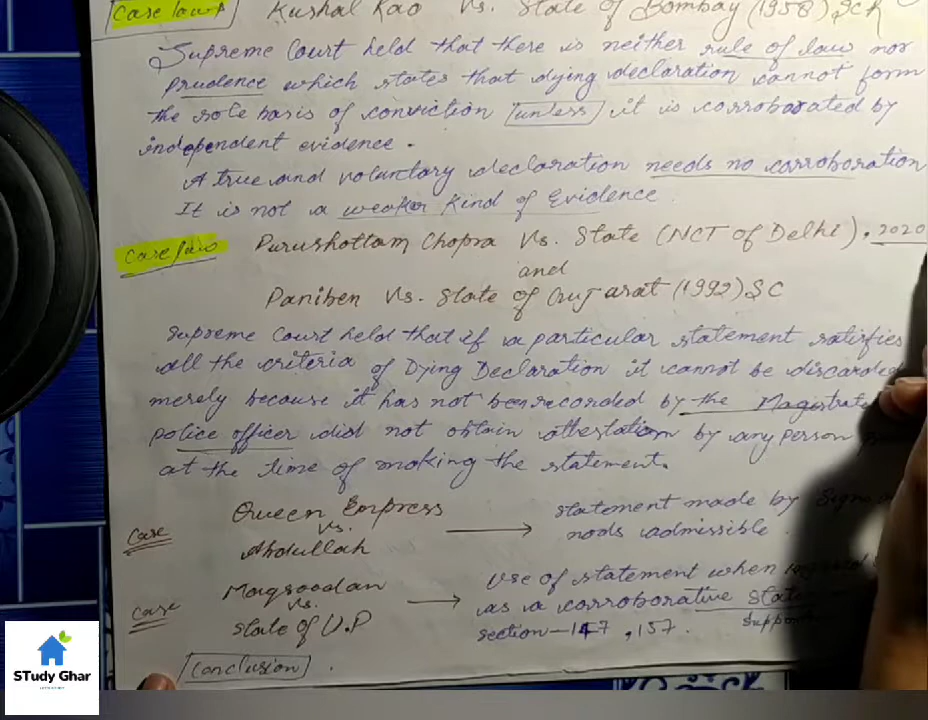 Case law
Kushal Rao Vs. State of Bombay (1958), SCR
Supreme Court held that there is neither rule of law nor
prudence which states that dying declaration cannot form
the sole basis of conviction unless it is corroborated by
independent evidence.
A true and voluntary declaration needs no corroboration
It is not a weaker kind of Evidence.
Case law
Purushottam Chopra Vs. State (NCT of Delhi), 2020
and
Paniben Vs. State of Gujarat (1992) SC
Supreme Court held that if a particular statement satisfies
all the criteria of Dying Declaration it cannot be discarded
merely because it has not been recorded by the Magistrate
police officer did not obtain attestation by any person
at the time of making the statement.
Case
Queen Empress
Vs.
Abdullah
statement made by Signs
nods admissible
Case
Maqsoodan
Vs.
State of U.P
Use of statement when
as a corroborative
section-147, 157.
Conclusion.
STudy Ghar